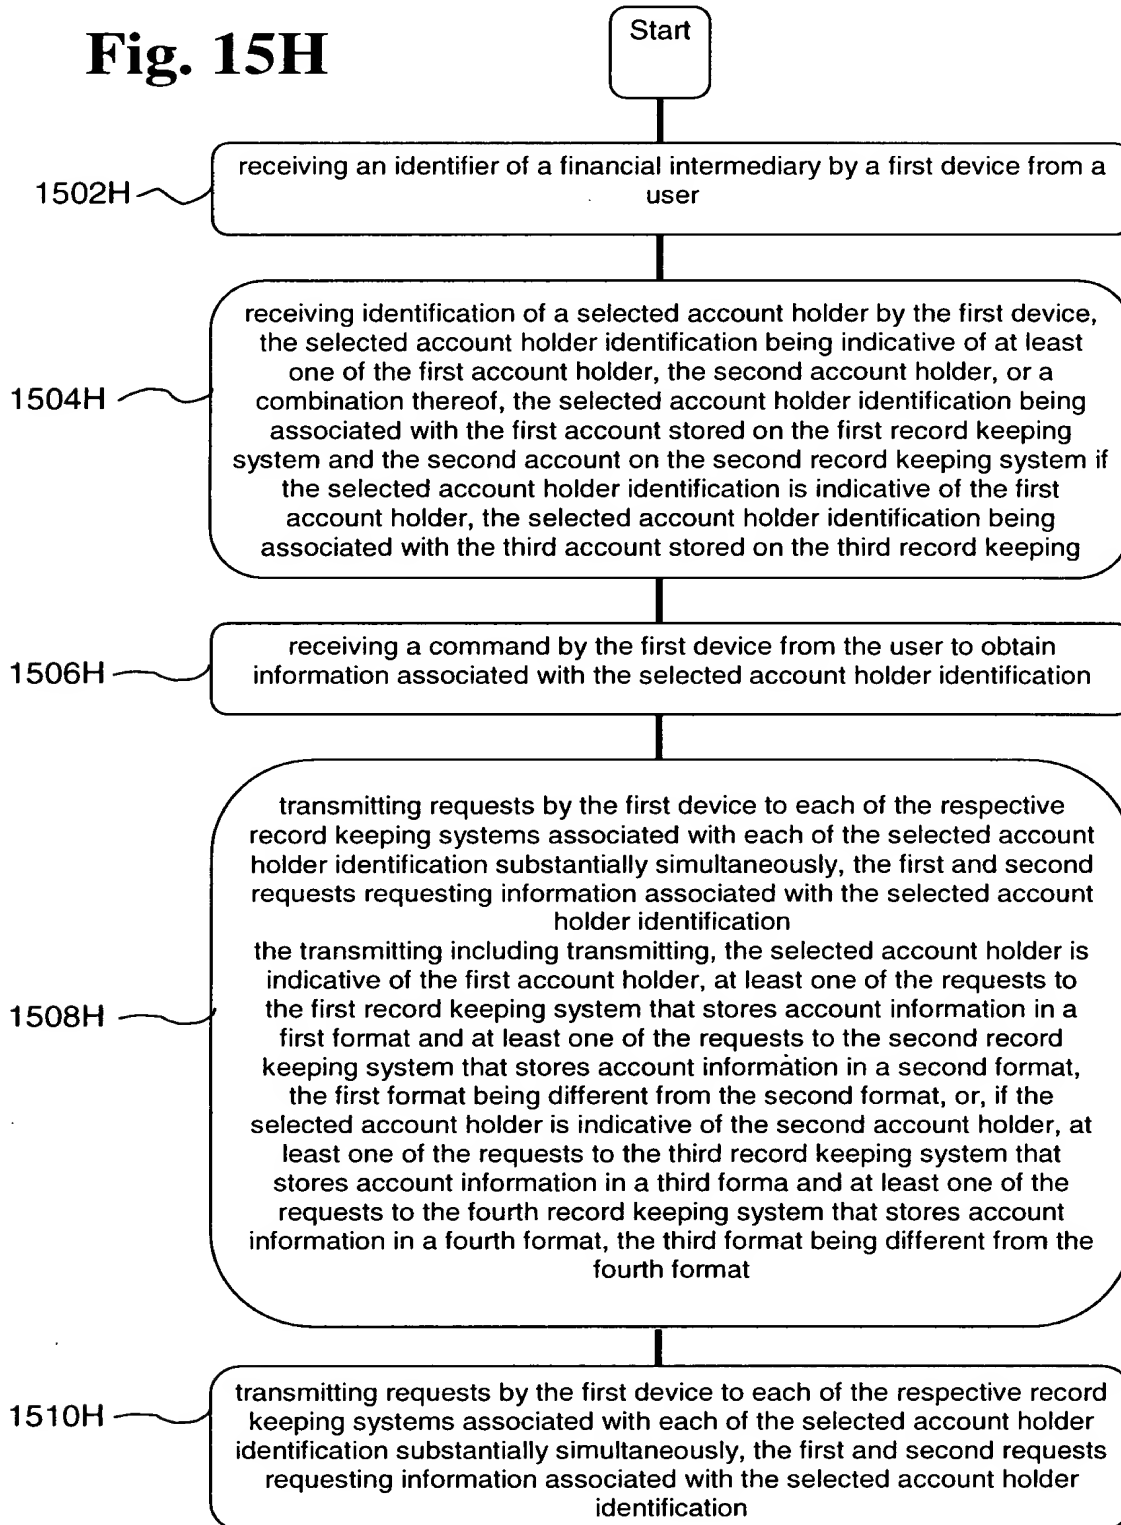 Fig. 15H
Start
1502H
receiving an identifier of a financial intermediary by a first device from a
user
1504H
receiving identification of a selected account holder by the first device,
the selected account holder identification being indicative of at least
one of the first account holder, the second account holder, or a
combination thereof, the selected account holder identification being
associated with the first account stored on the first record keeping
system and the second account on the second record keeping system if
the selected account holder identification is indicative of the first
account holder, the selected account holder identification being
associated with the third account stored on the third record keeping
1506H
receiving a command by the first device from the user to obtain
information associated with the selected account holder identification
1508H
transmitting requests by the first device to each of the respective
record keeping systems associated with each of the selected account
holder identification substantially simultaneously, the first and second
requests requesting information associated with the selected account
holder identification
the transmitting including transmitting, the selected account holder is
indicative of the first account holder, at least one of the requests to
the first record keeping system that stores account information in a
first format and at least one of the requests to the second record
keeping system that stores account information in a second format,
the first format being different from the second format, or, if the
selected account holder is indicative of the second account holder, at
least one of the requests to the third record keeping system that
stores account information in a third forma and at least one of the
requests to the fourth record keeping system that stores account
information in a fourth format, the third format being different from the
fourth format
1510H
transmitting requests by the first device to each of the respective record
keeping systems associated with each of the selected account holder
identification substantially simultaneously, the first and second requests
requesting information associated with the selected account holder
identification